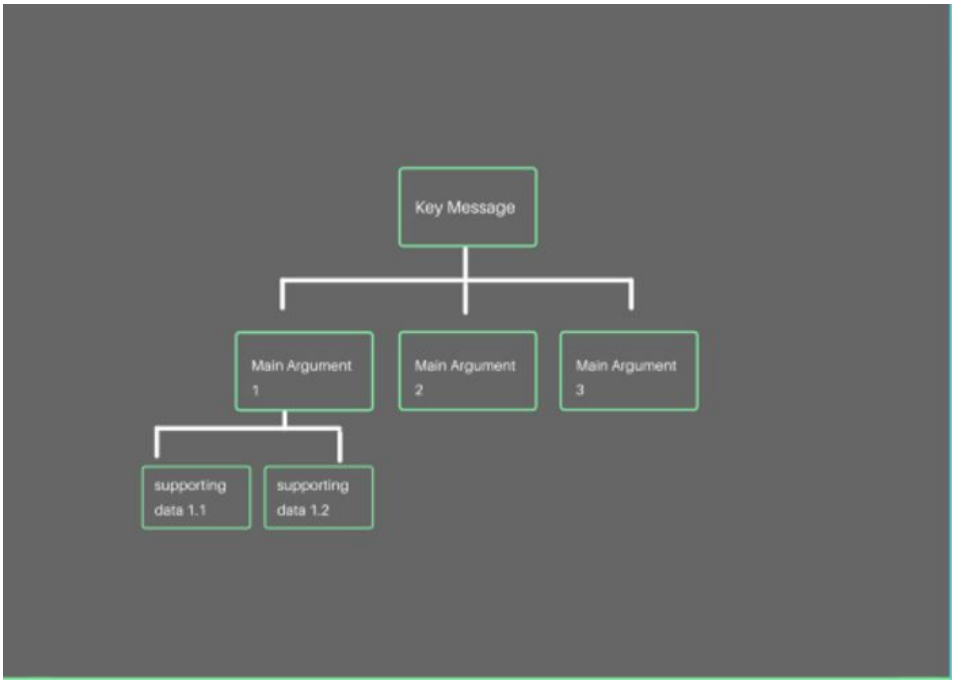 Key Message
Main Argument
1
Main Argument
2
Main Argument
3
supporting
data 1.1
supporting
data 1.2